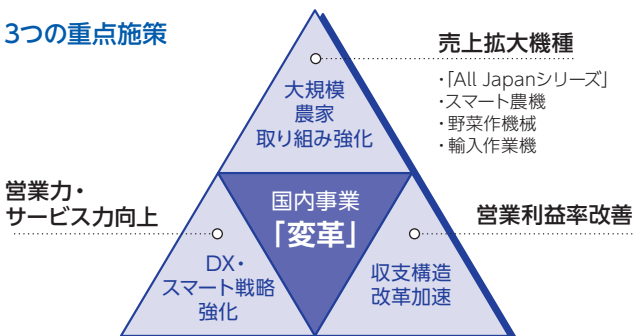 3つの重点施策
売上拡大機種
・「All Japanシリーズ」
・スマート農機
・野菜作機械
・輸入作業機
大規模
農家
取り組み強化
営業力・
サービス力向上
国内事業
「変革」
営業利益率改善
DX・
スマート戦略
強化
収支構造
改革加速